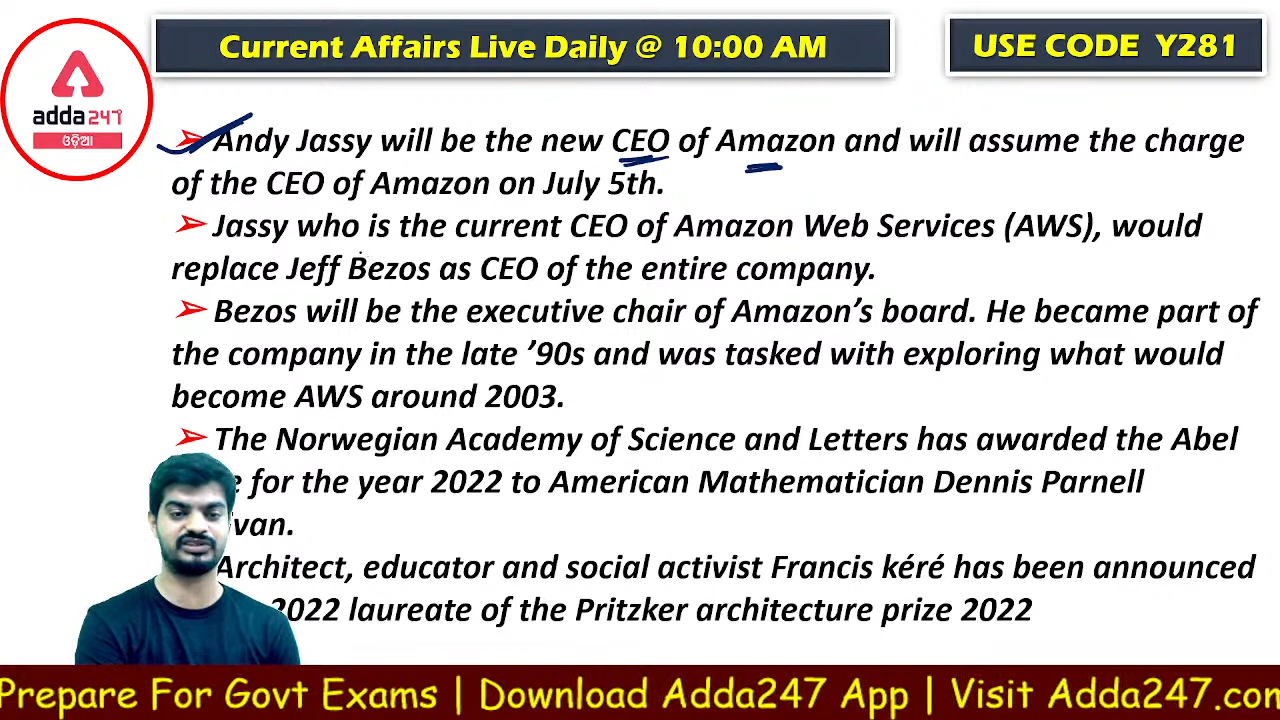 Current Affairs Live Daily @ 10:00 AM
USE CODE Y281
adda247
ଓଡ଼ିଆ
➢ Andy Jassy will be the new CEO of Amazon and will assume the charge
of the CEO of Amazon on July 5th.
➢ Jassy who is the current CEO of Amazon Web Services (AWS), would
replace Jeff Bezos as CEO of the entire company.
➢ Bezos will be the executive chair of Amazon’s board. He became part of
the company in the late ’90s and was tasked with exploring what would
become AWS around 2003.
➢ The Norwegian Academy of Science and Letters has awarded the Abel
for the year 2022 to American Mathematician Dennis Parnell
Architect, educator and social activist Francis kéré has been announced
2022 laureate of the Pritzker architecture prize 2022
Prepare For Govt Exams | Download Adda247 App | Visit Adda247.com